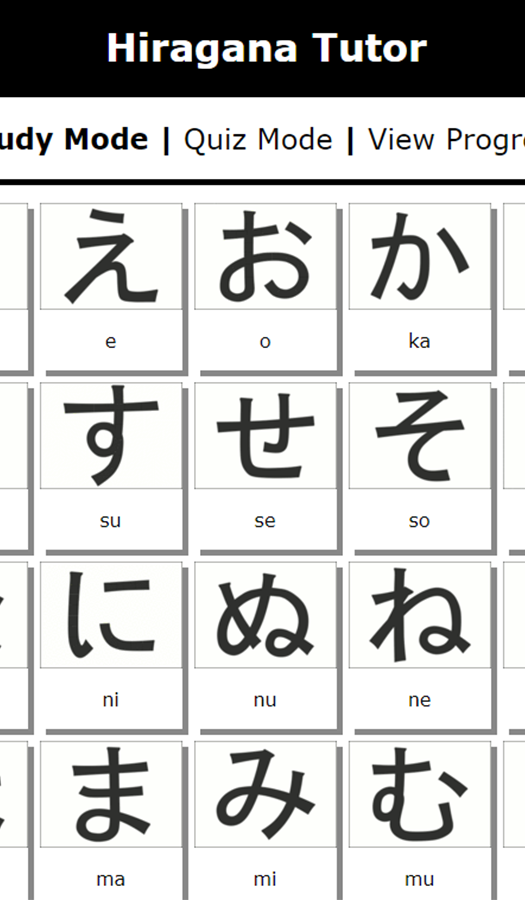 Hiragana Tutor
udy Mode | Quiz Mode | View Progr
え お か
e o ka
す せ そ
su se so
に ぬ ね
ni nu ne
ま み む
ma mi mu